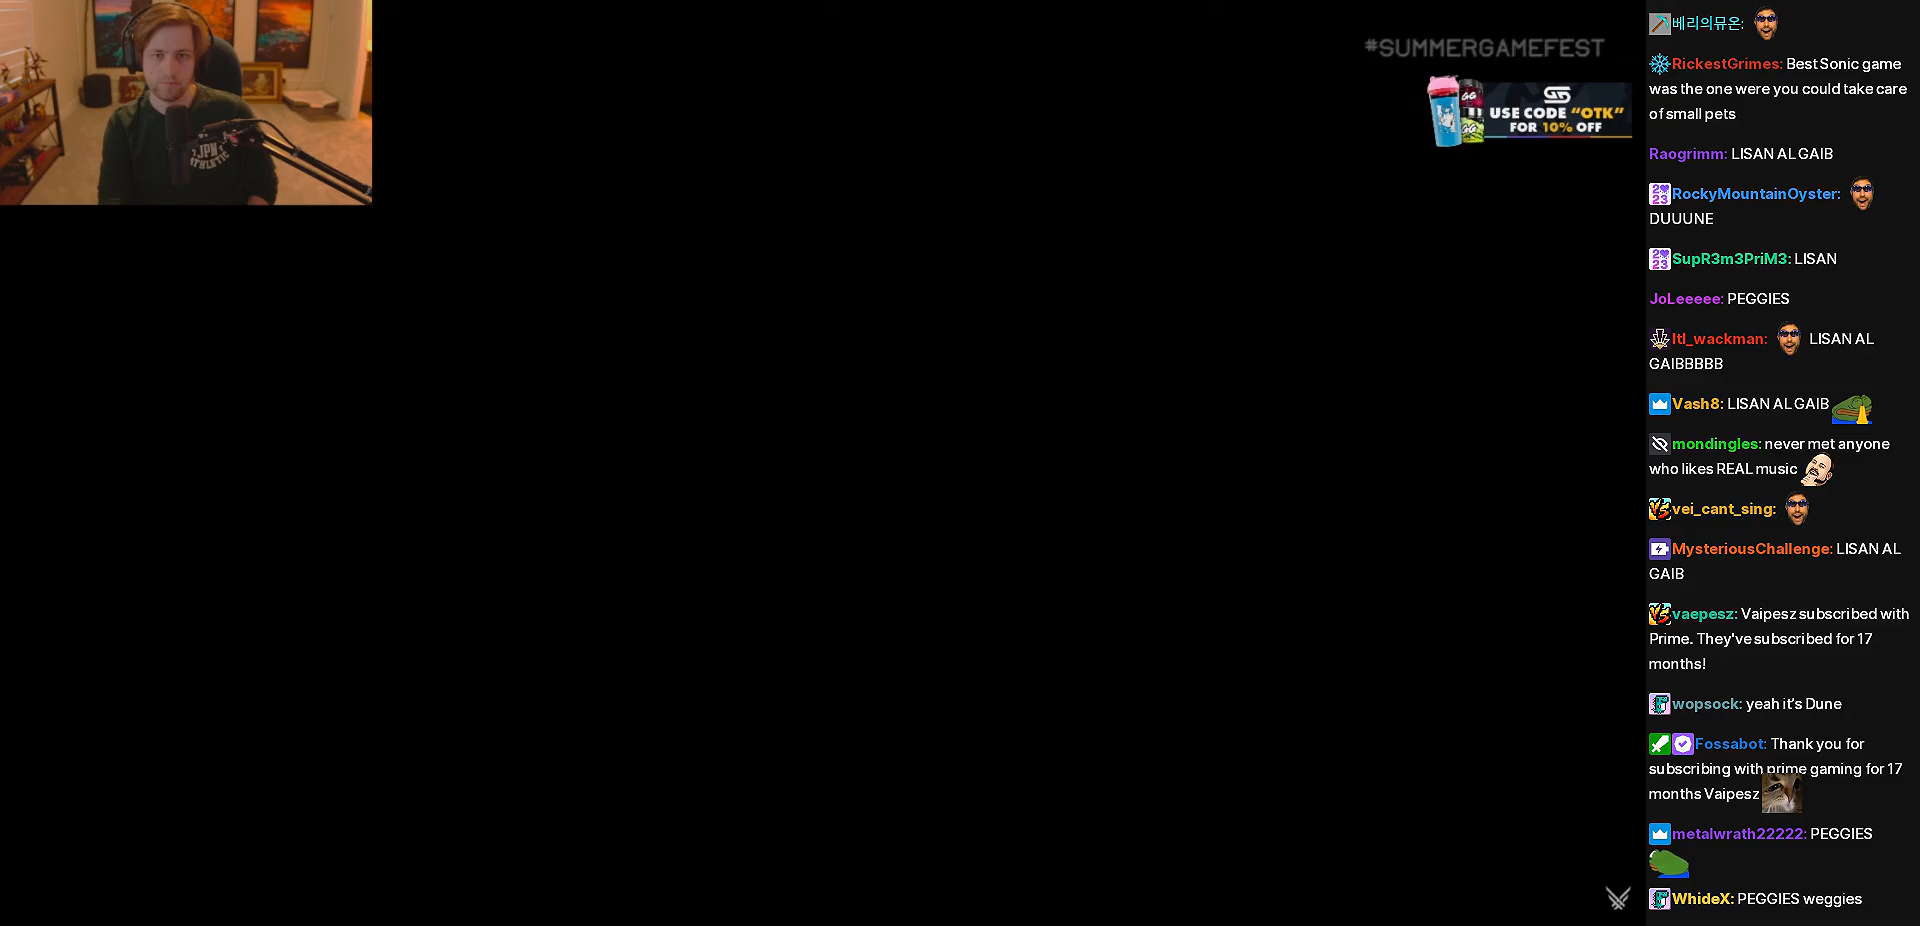 JPN
ATHLETIC
#SUMMERGAMEFEST
GG
GG
USE CODE "OTK"
FOR 10% OFF
베리의뮤온:
RickestGrimes: Best Sonic game
was the one were you could take care
of small pets
Raogrimm: LISAN AL GAIB
RockyMountainOyster:
DUUUNE
SupR3m3PriM3: LISAN
JoLeeeee: PEGGIES
ltl_wackman: LISAN AL
GAIBBBBB
Vash8: LISAN AL GAIB
mondingles: never met anyone
who likes REAL music
vei_cant_sing:
MysteriousChallenge: LISAN AL
GAIB
vaepesz: Vaipesz subscribed with
Prime. They've subscribed for 17
months!
wopsock: yeah it's Dune
Fossabot: Thank you for
subscribing with prime gaming for 17
months Vaipesz
metalwrath22222: PEGGIES
WhideX: PEGGIES weggies